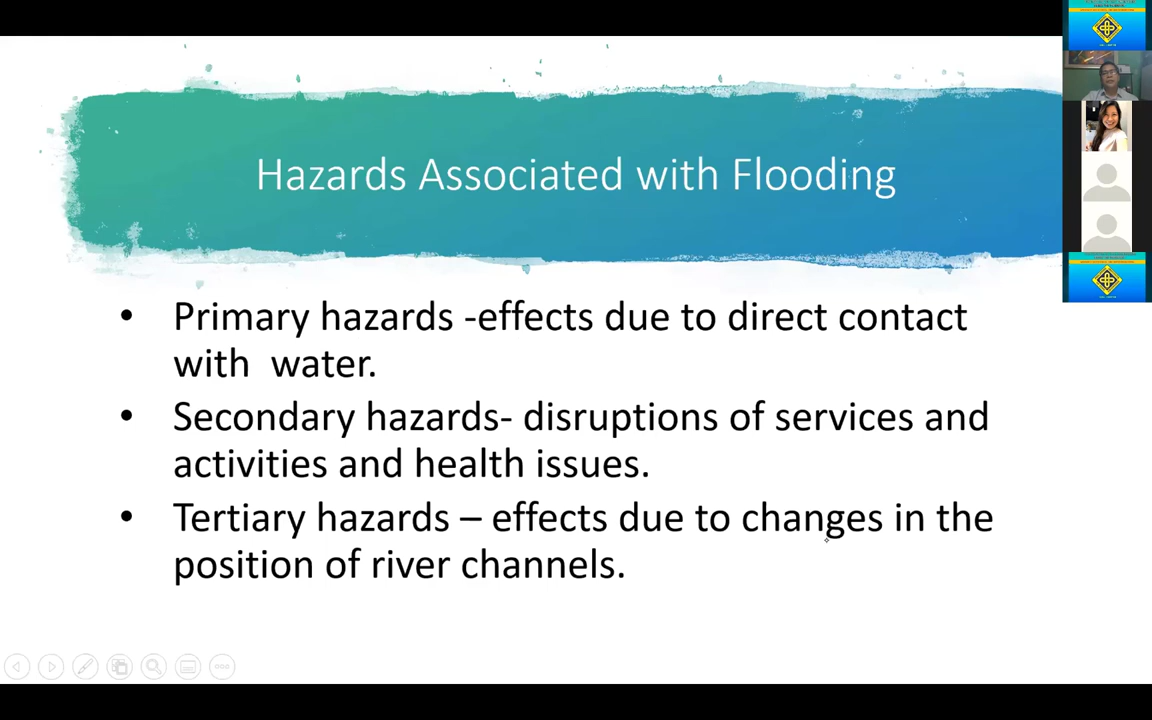 Hazards Associated with Flooding
• Primary hazards -effects due to direct contact
with  water.
• Secondary hazards- disruptions of services and
activities and health issues.
• Tertiary hazards – effects due to changes in the
position of river channels.